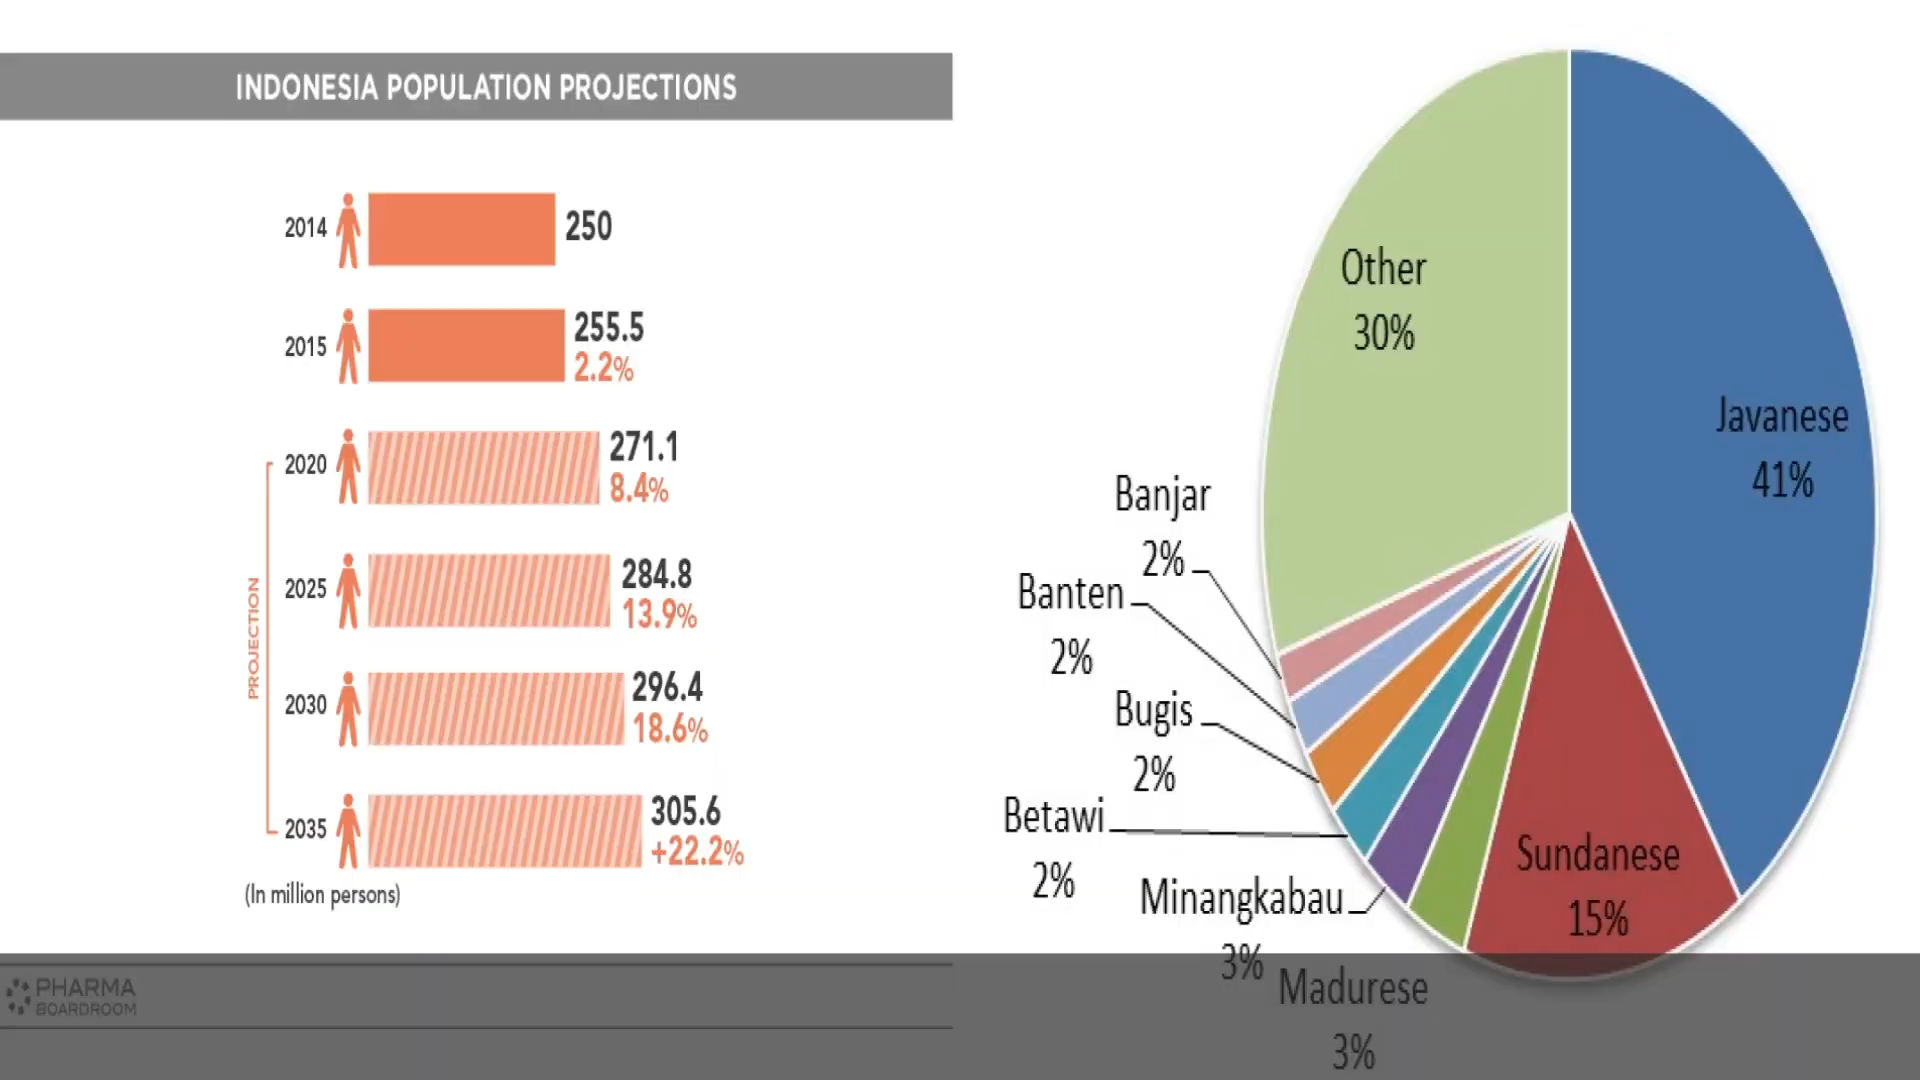 INDONESIA POPULATION PROJECTIONS
2014
250
2015
255.5
2.2%
PROJECTION
2020
271.1
8.4%
2025
284.8
13.9%
2030
296.4
18.6%
2035
305.6
+22.2%
(In million persons)
PHARMA
BOARDROOM
Other
30%
Javanese
41%
Banjar
2%
Banten
2%
Bugis
2%
Betawi
2%
Minangkabau
3%
Madurese
3%
Sundanese
15%